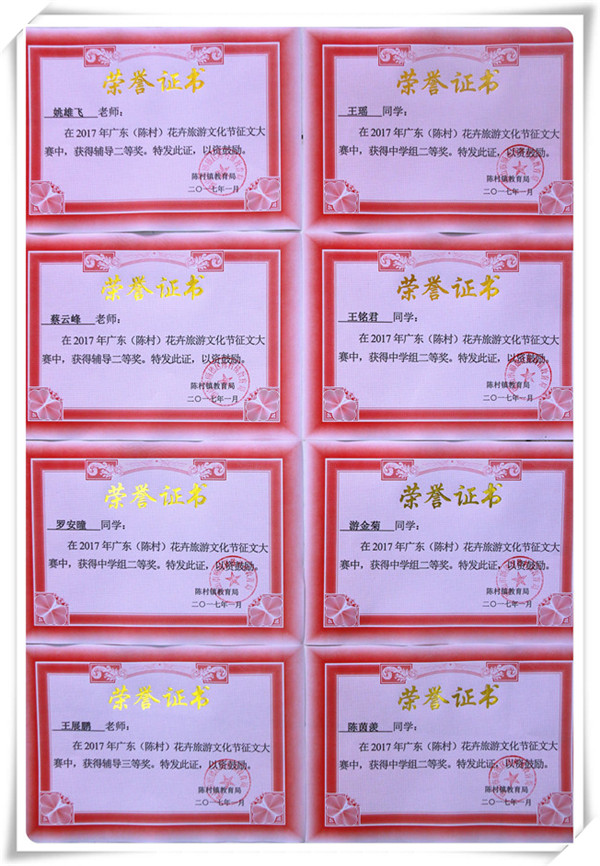 荣誉证书
姚雄飞 老师：
在2017年广东（陈村）花卉旅游文化节征文大
赛中，获得辅导二等奖。特发此证，以资鼓励。
陈村镇教育局
二〇一七年一月
荣誉证书
王瑶 同学：
在2017年广东（陈村）花卉旅游文化节征文大
赛中，获得中学组二等奖。特发此证，以资鼓励。
陈村镇教育局
二〇一七年一月
荣誉证书
蔡云峰 老师：
在2017年广东（陈村）花卉旅游文化节征文大
赛中，获得辅导二等奖。特发此证，以资鼓励。
陈村镇教育局
二〇一七年一月
荣誉证书
王铭君 同学：
在2017年广东（陈村）花卉旅游文化节征文大
赛中，获得中学组二等奖。特发此证，以资鼓励。
陈村镇教育局
二〇一七年一月
荣誉证书
罗安瞳 同学：
在2017年广东（陈村）花卉旅游文化节征文大
赛中，获得中学组二等奖。特发此证，以资鼓励。
陈村镇教育局
二〇一七年一月
荣誉证书
游金菊 同学：
在2017年广东（陈村）花卉旅游文化节征文大
赛中，获得中学组二等奖。特发此证，以资鼓励。
陈村镇教育局
二〇一七年一月
荣誉证书
王展鹏 老师：
在2017年广东（陈村）花卉旅游文化节征文大
赛中，获得辅导三等奖。特发此证，以资鼓励。
陈村镇教育局
二〇一七年一月
荣誉证书
陈茵羡 同学：
在2017年广东（陈村）花卉旅游文化节征文大
赛中，获得中学组二等奖。特发此证，以资鼓励。
陈村镇教育局
二〇一七年一月